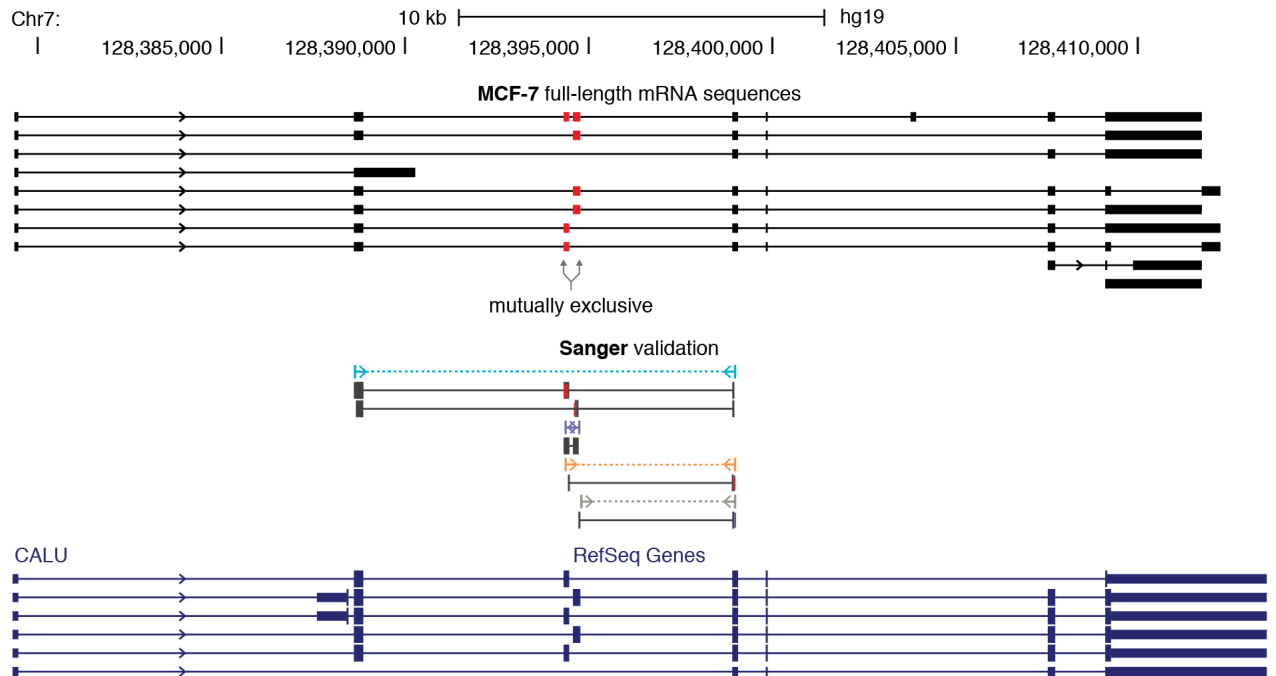 Chr7: 10 kb hg19
128,385,000 128,390,000 128,395,000 128,400,000 128,405,000 128,410,000
MCF-7 full-length mRNA sequences
mutually exclusive
Sanger validation
CALU RefSeq Genes